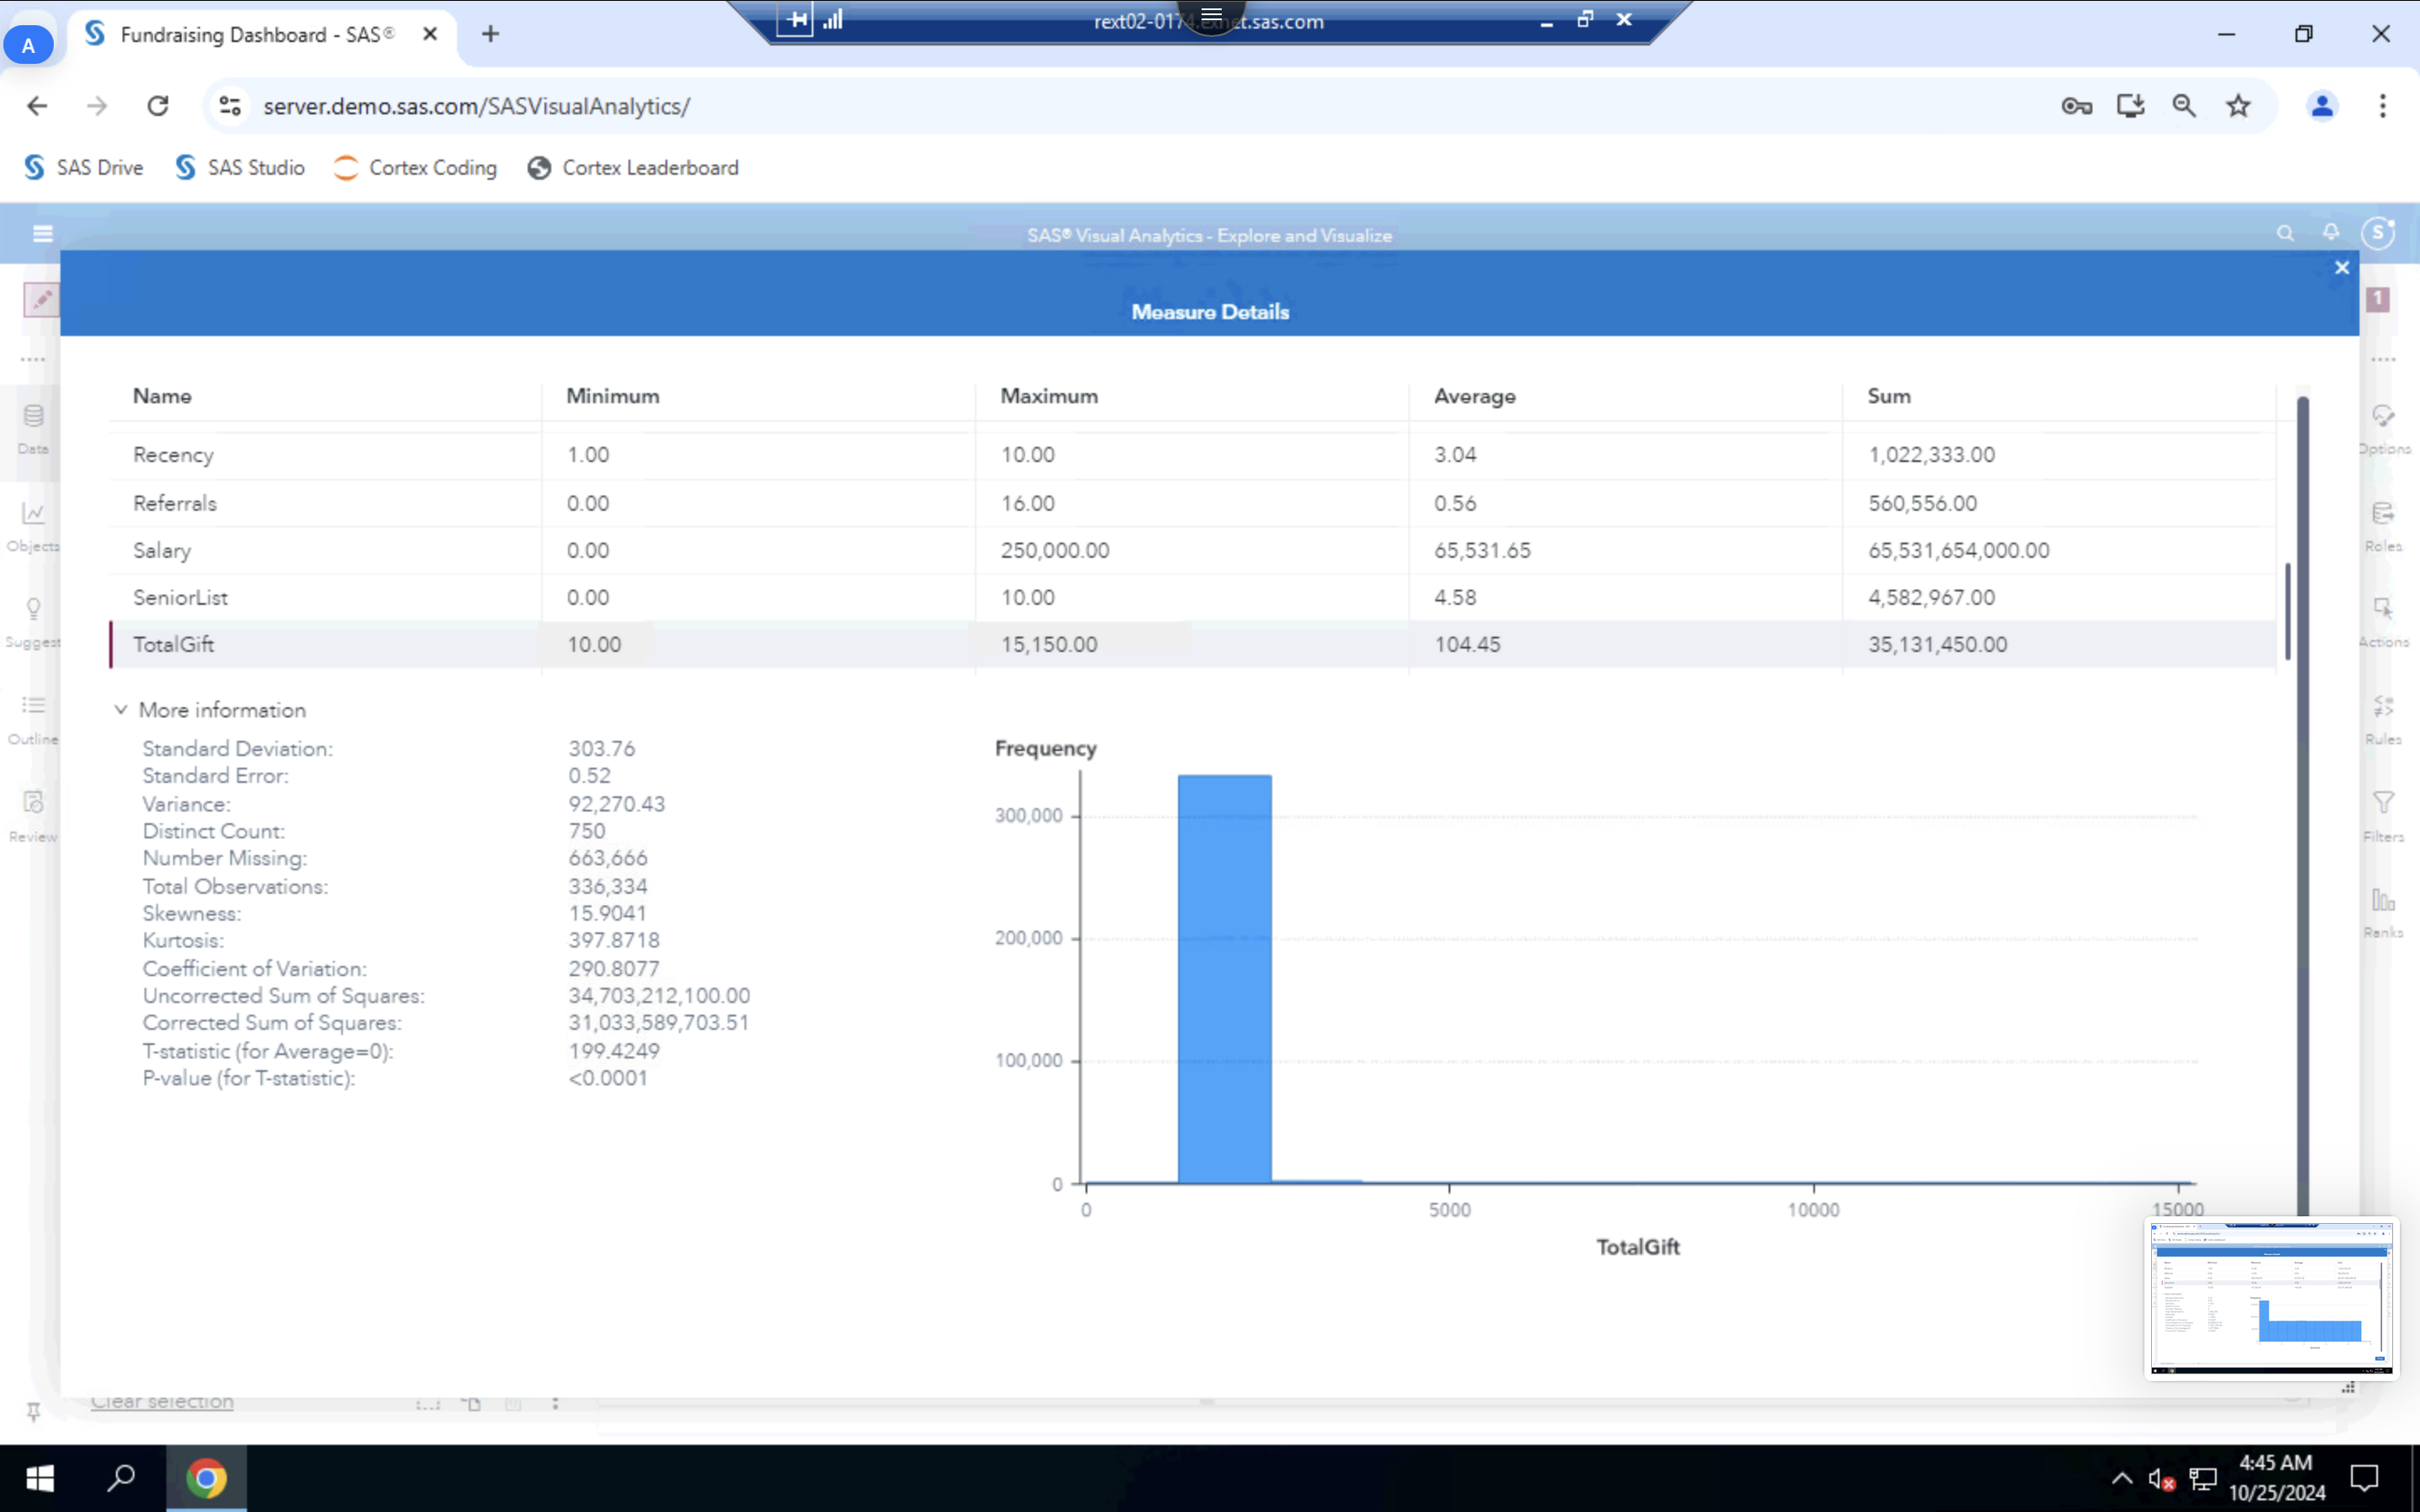 A
Fundraising Dashboard - SAS®
rext02-0174.exnet.sas.com
server.demo.sas.com/SASVisualAnalytics/
SAS Drive SAS Studio Cortex Coding Cortex Leaderboard
SAS® Visual Analytics - Explore and Visualize
S
Measure Details
1
Name Minimum Maximum Average Sum
Recency 1.00 10.00 3.04 1,022,333.00
Referrals 0.00 16.00 0.56 560,556.00
Salary 0.00 250,000.00 65,531.65 65,531,654,000.00
SeniorList 0.00 10.00 4.58 4,582,967.00
TotalGift 10.00 15,150.00 104.45 35,131,450.00
Data
Objects
Suggest
Outline
Review
More information
Standard Deviation: 303.76
Standard Error: 0.52
Variance: 92,270.43
Distinct Count: 750
Number Missing: 663,666
Total Observations: 336,334
Skewness: 15.9041
Kurtosis: 397.8718
Coefficient of Variation: 290.8077
Uncorrected Sum of Squares: 34,703,212,100.00
Corrected Sum of Squares: 31,033,589,703.51
T-statistic (for Average=0): 199.4249
P-value (for T-statistic): <0.0001
Frequency
300,000
200,000
100,000
0
0 5000 10000 15000
TotalGift
Options
Roles
Actions
Rules
Filters
Ranks
Clear selection
4:45 AM
10/25/2024